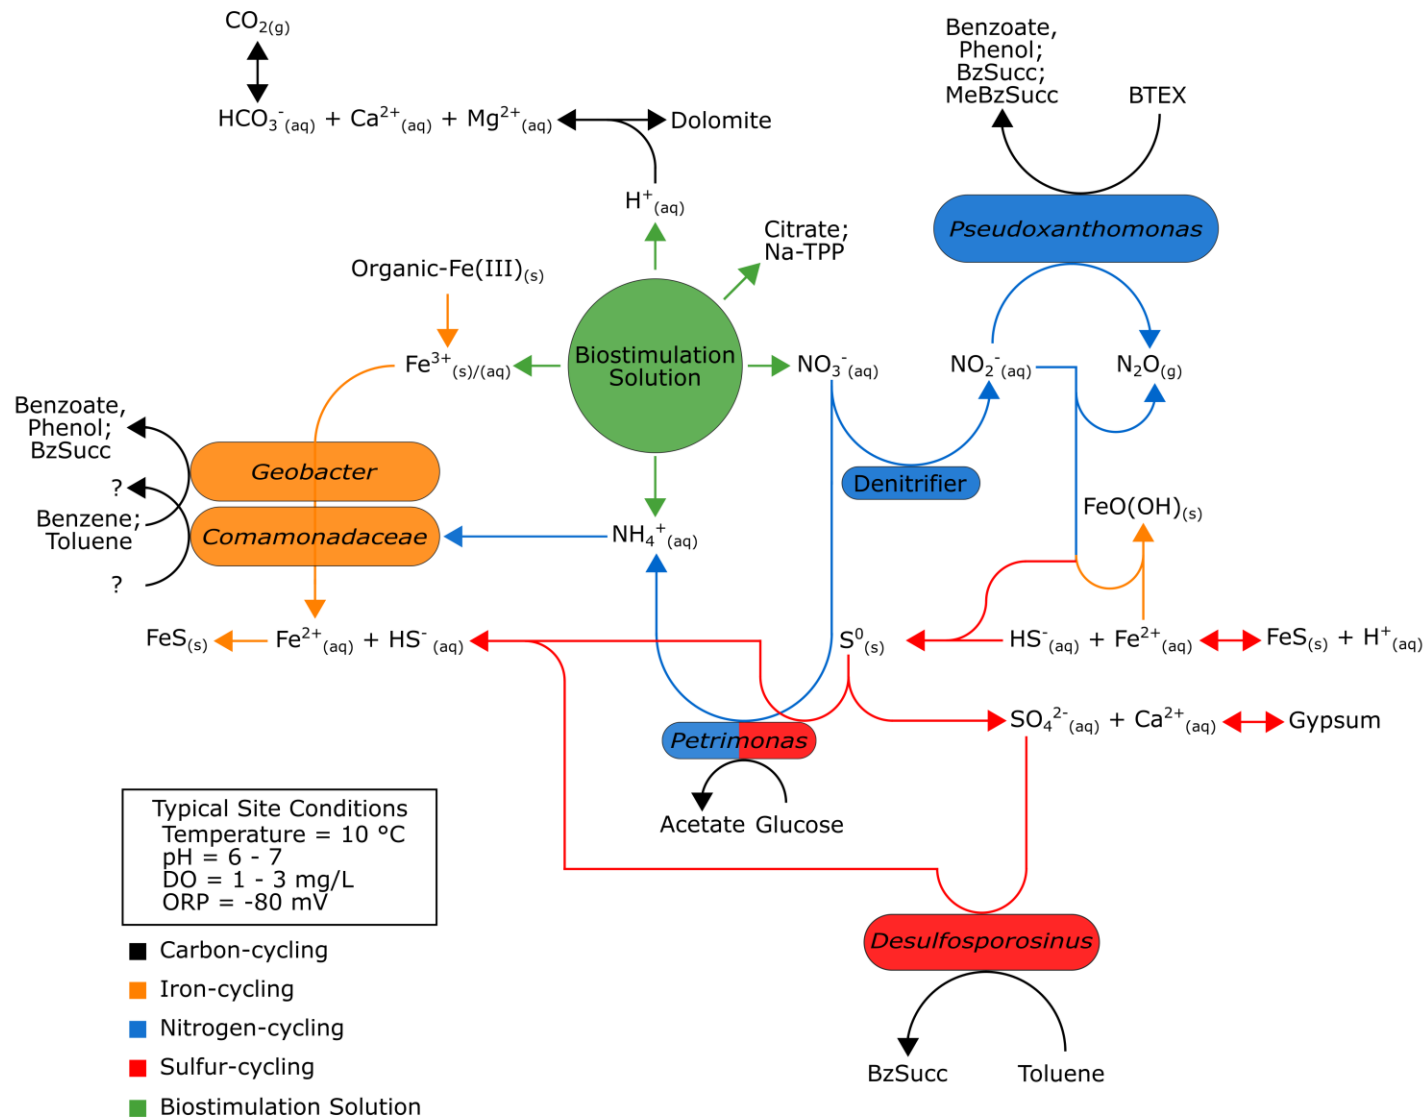 CO2(g)
HCO3-(aq) + Ca2+(aq) + Mg2+(aq)
Dolomite
H+(aq)
Citrate;
Na-TPP
Benzoate,
Phenol;
BzSucc;
MeBzSucc
BTEX
Pseudoxanthomonas
Organic-Fe(III)(s)
Fe3+(s)/(aq)
Biostimulation
Solution
NO3-(aq)
NO2-(aq)
N2O(g)
Benzoate,
Phenol;
BzSucc
?
Benzene;
Toluene
?
Geobacter
Comamonadaceae
NH4+(aq)
Denitrifier
FeO(OH)(s)
FeS(s)
Fe2+(aq) + HS-(aq)
S0(s)
HS-(aq) + Fe2+(aq)
FeS(s) + H+(aq)
SO42-(aq) + Ca2+(aq)
Gypsum
Petrimonas
Acetate
Glucose
Typical Site Conditions
Temperature = 10 °C
pH = 6 - 7
DO = 1 - 3 mg/L
ORP = -80 mV
Desulfosporosinus
BzSucc
Toluene
Carbon-cycling
Iron-cycling
Nitrogen-cycling
Sulfur-cycling
Biostimulation Solution